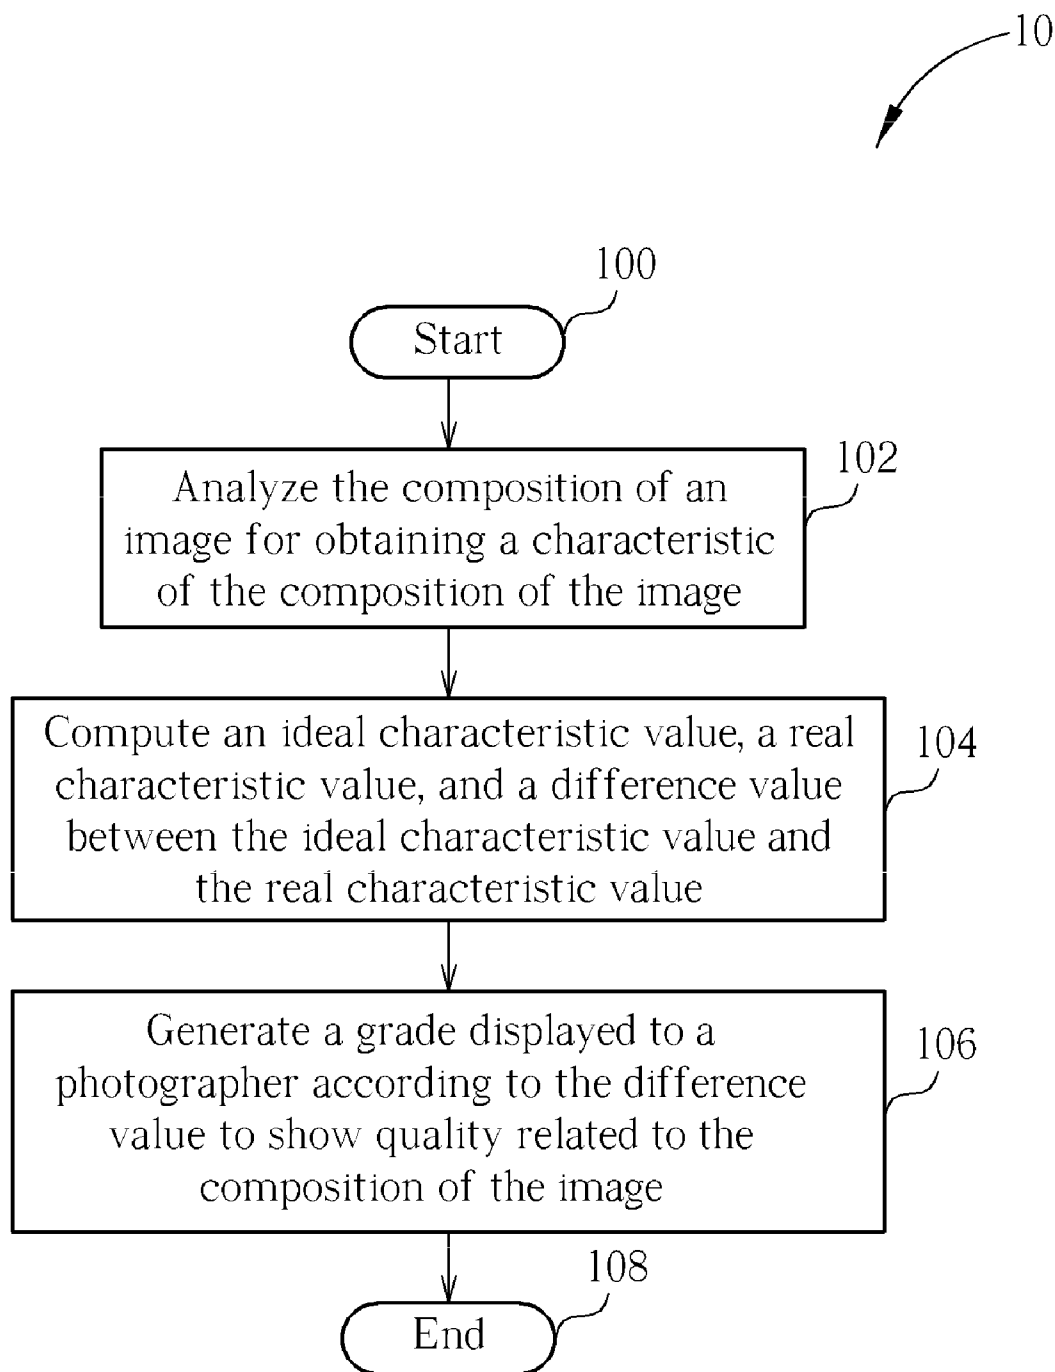 10
100
Start
102
Analyze the composition of an
image for obtaining a characteristic
of the composition of the image
Compute an ideal characteristic value, a real
characteristic value, and a difference value
between the ideal characteristic value and
the real characteristic value
104
Generate a grade displayed to a
photographer according to the difference
value to show quality related to the
composition of the image
106
108
End